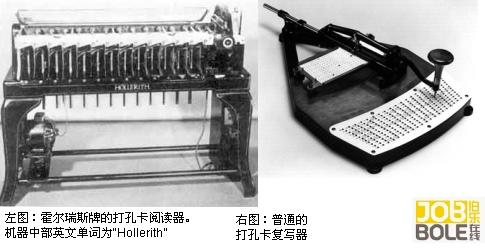 HOLLERITH
左图：霍尔瑞斯牌的打孔卡阅读器。
机器中部英文单词为"Hollerith"
右图：普通的
打孔卡复写器
JOB
BOLE
伯乐在线